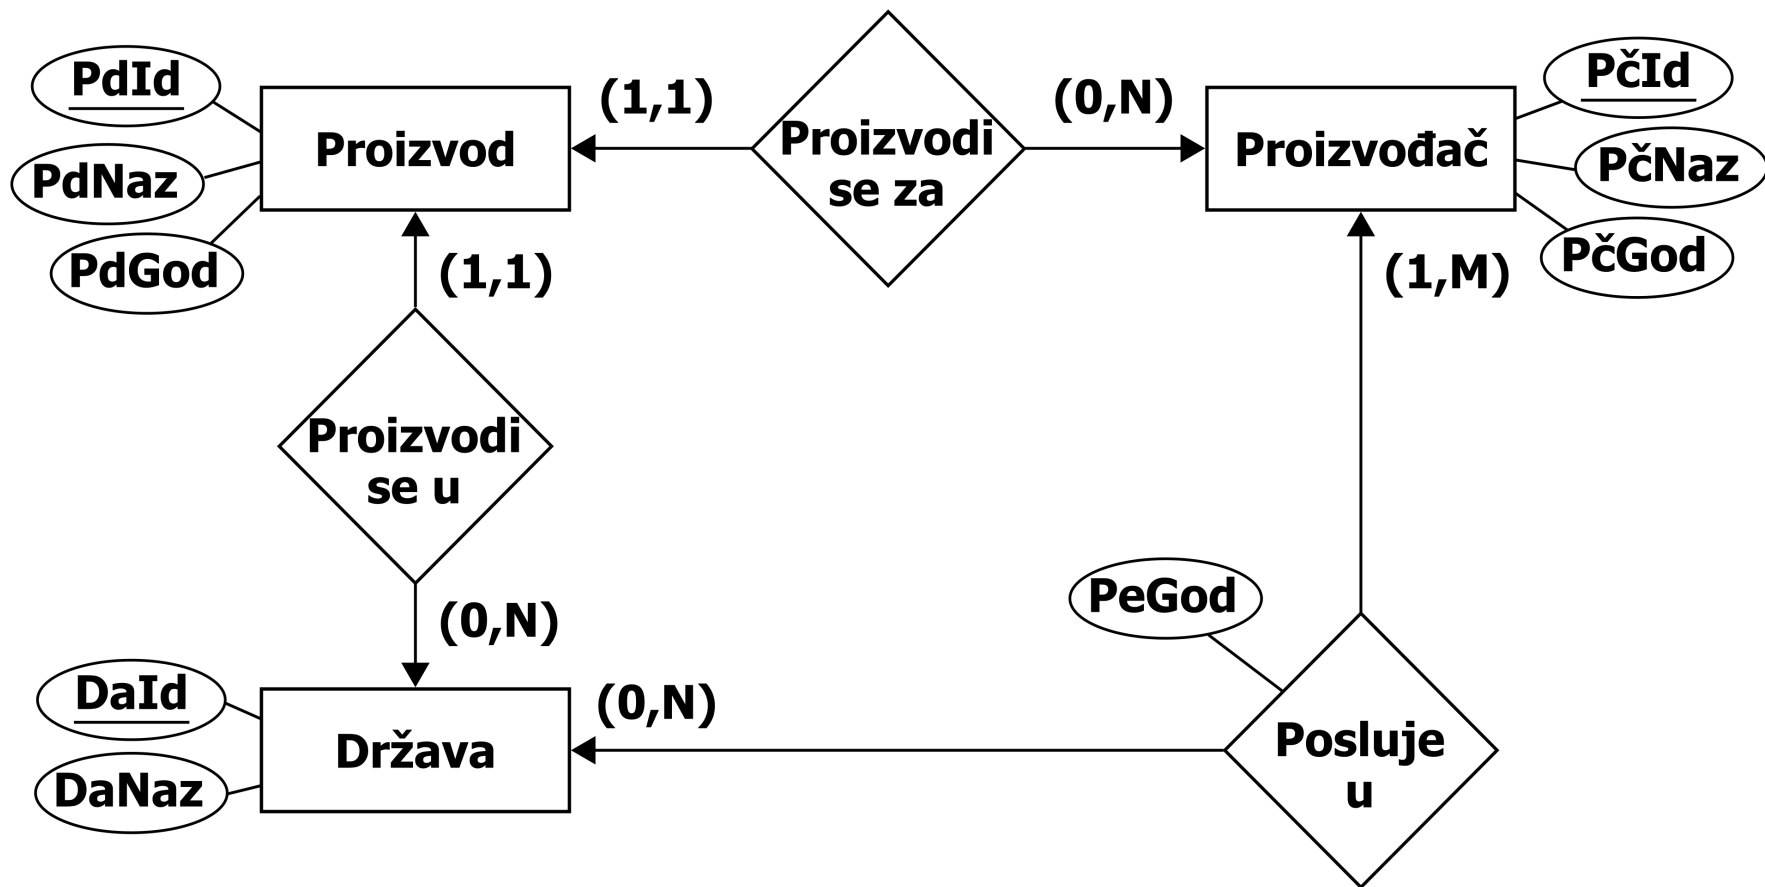 PdId
PdNaz
PdGod
Proizvod
(1,1)
Proizvodi
se za
(0,N)
Proizvođač
PčId
PčNaz
PčGod
(1,1)
(1,M)
Proizvodi
se u
(0,N)
PeGod
DaId
DaNaz
Država
(0,N)
Posluje
u